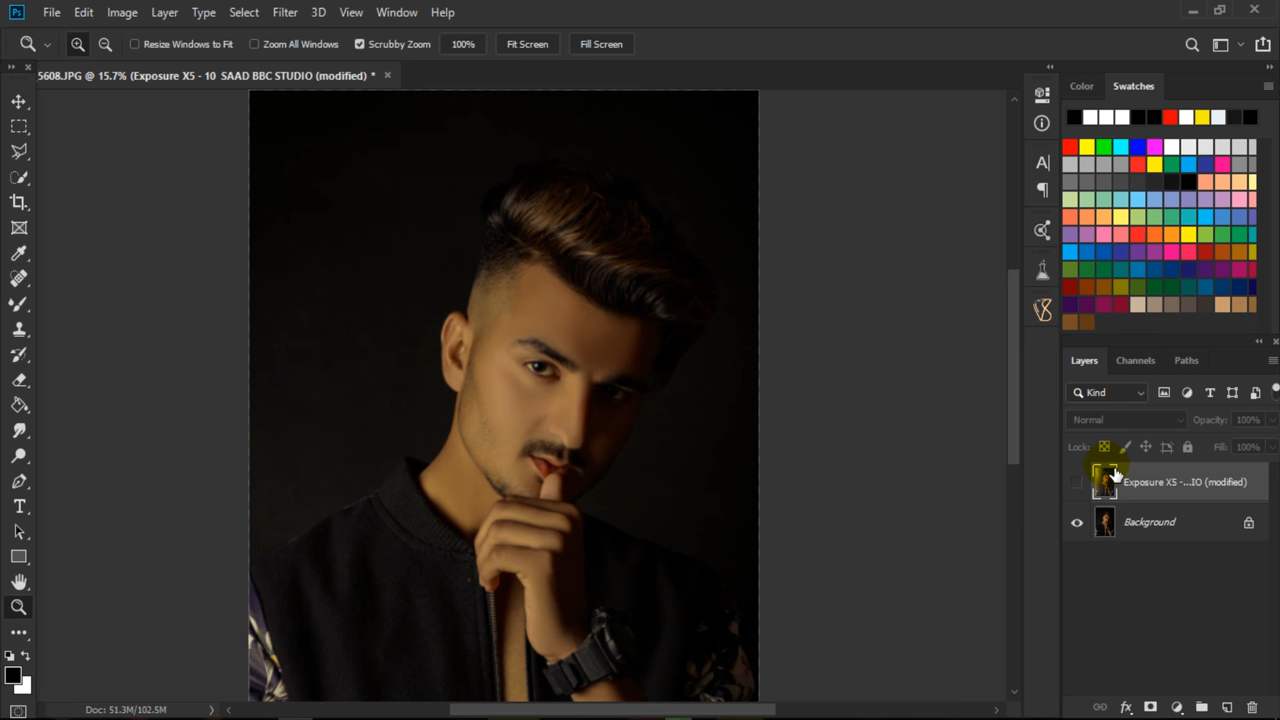 Ps File Edit Image Layer Type Select Filter 3D View Window Help
Resize Windows to Fit Zoom All Windows Scrubby Zoom 100% Fit Screen Fill Screen
5608.JPG @ 15.7% (Exposure X5 - 10 SAAD BBC STUDIO (modified) *
Color Swatches
Layers Channels Paths
Kind
Normal Opacity: 100%
Lock: Fill: 100%
Exposure X5 -...IO (modified)
Background
Doc: 51.3M/102.5M